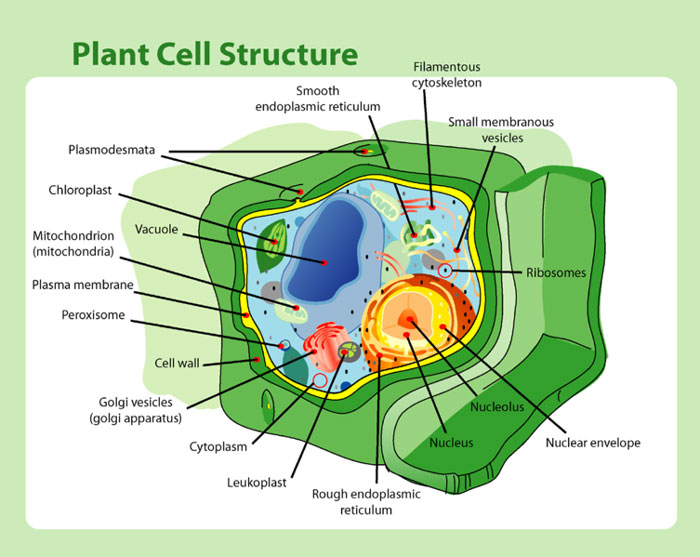 Plant Cell Structure
Filamentous
cytoskeleton
Smooth
endoplasmic reticulum
Small membranous
vesicles
Plasmodesmata
Chloroplast
Vacuole
Mitochondrion
(mitochondria)
Ribosomes
Plasma membrane
Peroxisome
Cell wall
Golgi vesicles
(golgi apparatus)
Nucleolus
Cytoplasm
Nucleus
Nuclear envelope
Leukoplast
Rough endoplasmic
reticulum